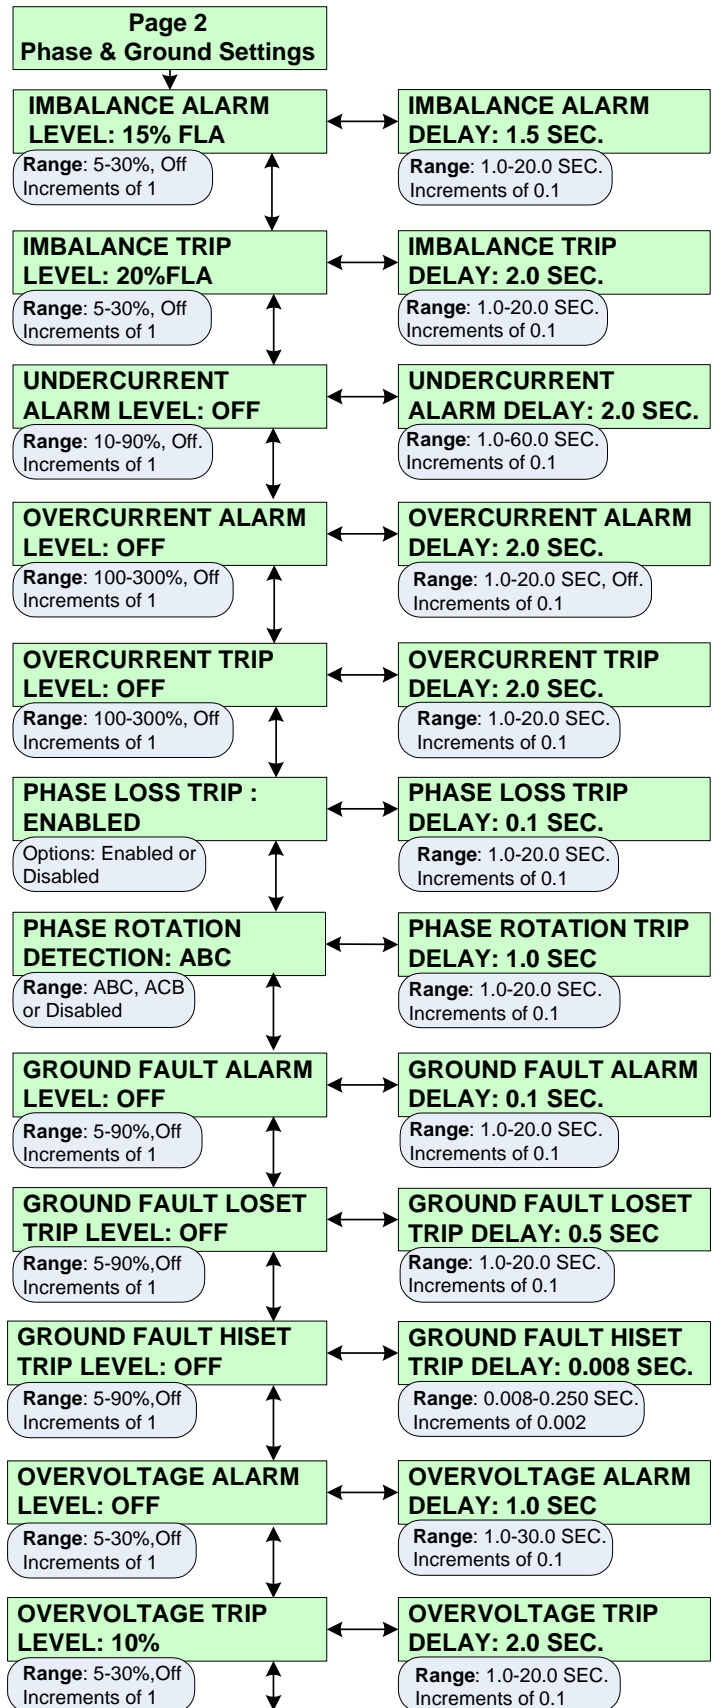 Page 2
Phase & Ground Settings
IMBALANCE ALARM
LEVEL: 15% FLA
Range: 5-30%, Off
Increments of 1
IMBALANCE ALARM
DELAY: 1.5 SEC.
Range: 1.0-20.0 SEC.
Increments of 0.1
IMBALANCE TRIP
LEVEL: 20%FLA
Range: 5-30%, Off
Increments of 1
IMBALANCE TRIP
DELAY: 2.0 SEC.
Range: 1.0-20.0 SEC.
Increments of 0.1
UNDERCURRENT
ALARM LEVEL: OFF
Range: 10-90%, Off.
Increments of 1
UNDERCURRENT
ALARM DELAY: 2.0 SEC.
Range: 1.0-60.0 SEC.
Increments of 0.1
OVERCURRENT ALARM
LEVEL: OFF
Range: 100-300%, Off
Increments of 1
OVERCURRENT ALARM
DELAY: 2.0 SEC.
Range: 1.0-20.0 SEC, Off.
Increments of 0.1
OVERCURRENT TRIP
LEVEL: OFF
Range: 100-300%, Off
Increments of 1
OVERCURRENT TRIP
DELAY: 2.0 SEC.
Range: 1.0-20.0 SEC.
Increments of 0.1
PHASE LOSS TRIP :
ENABLED
Options: Enabled or
Disabled
PHASE LOSS TRIP
DELAY: 0.1 SEC.
Range: 1.0-20.0 SEC.
Increments of 0.1
PHASE ROTATION
DETECTION: ABC
Range: ABC, ACB
or Disabled
PHASE ROTATION TRIP
DELAY: 1.0 SEC
Range: 1.0-20.0 SEC.
Increments of 0.1
GROUND FAULT ALARM
LEVEL: OFF
Range: 5-90%,Off
Increments of 1
GROUND FAULT ALARM
DELAY: 0.1 SEC.
Range: 1.0-20.0 SEC.
Increments of 0.1
GROUND FAULT LOSET
TRIP LEVEL: OFF
Range: 5-90%,Off
Increments of 1
GROUND FAULT LOSET
TRIP DELAY: 0.5 SEC
Range: 1.0-20.0 SEC.
Increments of 0.1
GROUND FAULT HISET
TRIP LEVEL: OFF
Range: 5-90%,Off
Increments of 1
GROUND FAULT HISET
TRIP DELAY: 0.008 SEC.
Range: 0.008-0.250 SEC.
Increments of 0.002
OVERVOLTAGE ALARM
LEVEL: OFF
Range: 5-30%,Off
Increments of 1
OVERVOLTAGE ALARM
DELAY: 1.0 SEC
Range: 1.0-30.0 SEC.
Increments of 0.1
OVERVOLTAGE TRIP
LEVEL: 10%
Range: 5-30%,Off
Increments of 1
OVERVOLTAGE TRIP
DELAY: 2.0 SEC.
Range: 1.0-20.0 SEC.
Increments of 0.1